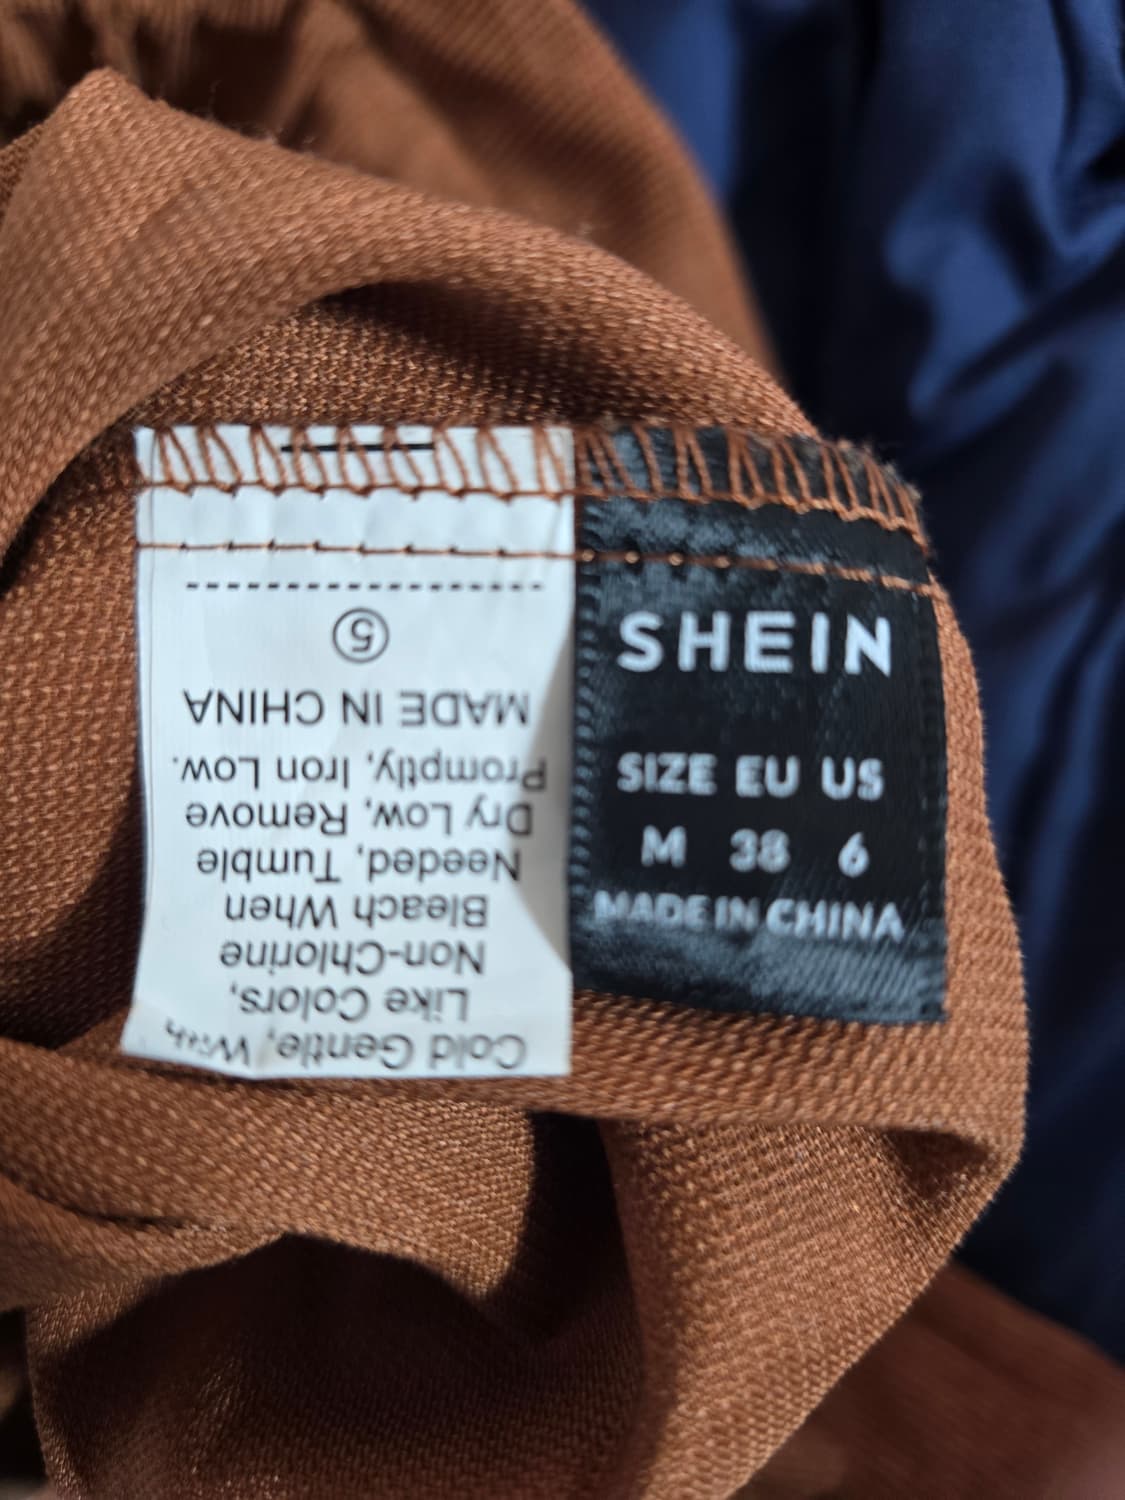 SHEIN
SIZE EU US
M 38 6
MADE IN CHINA
Cold Gentle, With
Like Colors,
Non-Chlorine
Bleach When
Needed, Tumble
Dry Low, Remove
Promptly, Iron Low.
MADE IN CHINA
⑤